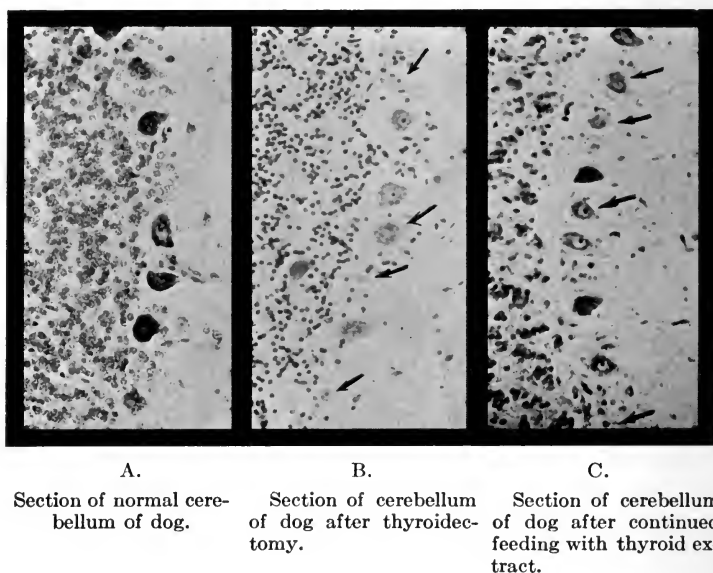 A.
Section of normal cere-
bellum of dog.
B.
Section of cerebellum
of dog after thyroidec-
tomy.
C.
Section of cerebellum
of dog after continued
feeding with thyroid ex-
tract.